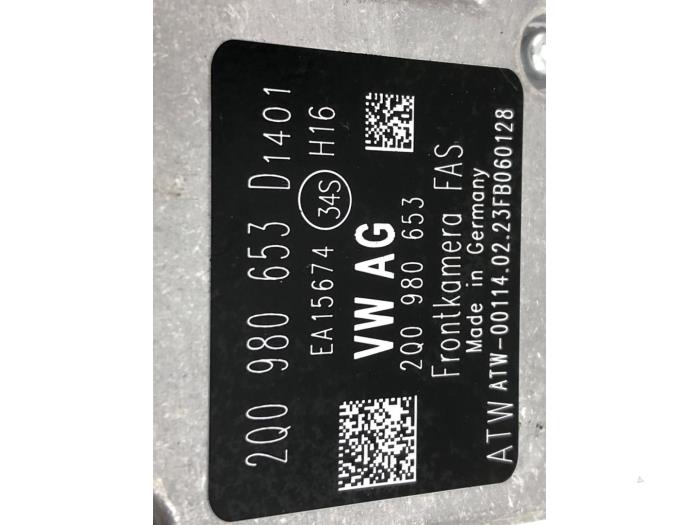 2Q0 980 653 D1401
EA15674 34S H16
VW AG
2Q0 980 653
Frontkamera FAS
Made in Germany
ATW ATW-00114.02.23FB060128